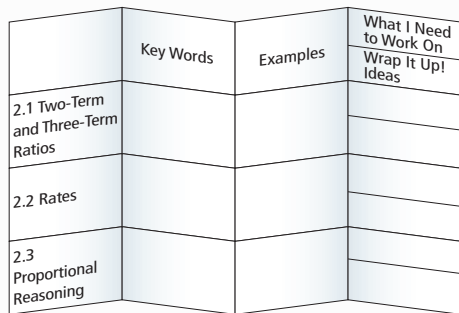 Key Words
Examples
What I Need
to Work On
Wrap It Up!
Ideas
2.1 Two-Term
and Three-Term
Ratios
2.2 Rates
2.3
Proportional
Reasoning